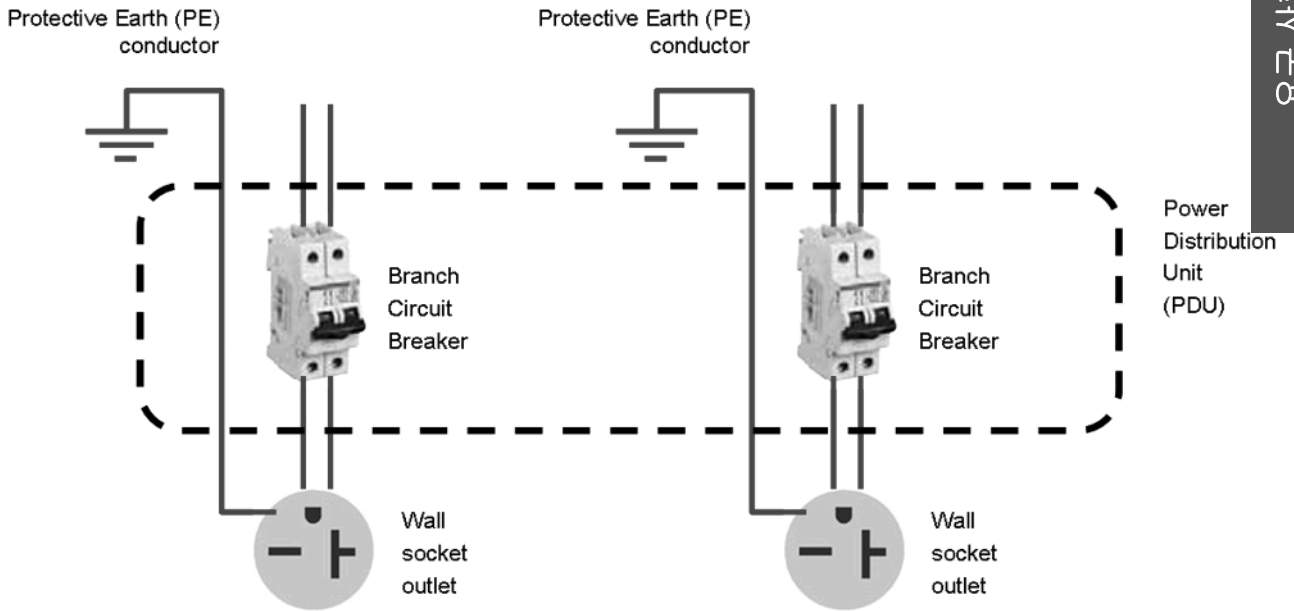 Protective Earth (PE)
conductor
Protective Earth (PE)
conductor
Power
Distribution
Unit
(PDU)
Branch
Circuit
Breaker
Branch
Circuit
Breaker
Wall
socket
outlet
Wall
socket
outlet